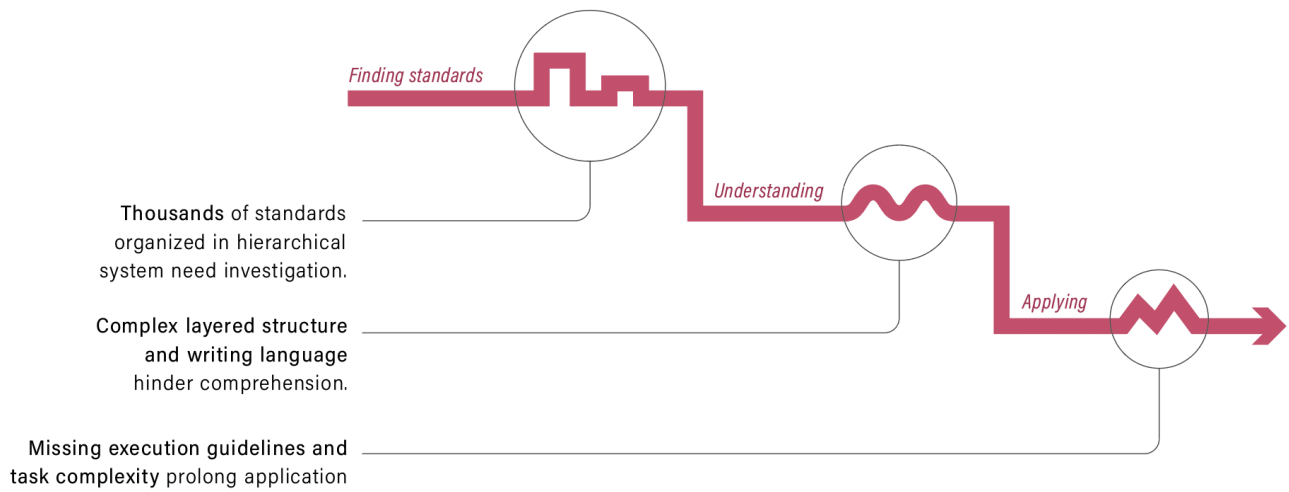 Finding standards
Thousands of standards
organized in hierarchical
system need investigation.
Understanding
Complex layered structure
and writing language
hinder comprehension.
Applying
Missing execution guidelines and
task complexity prolong application